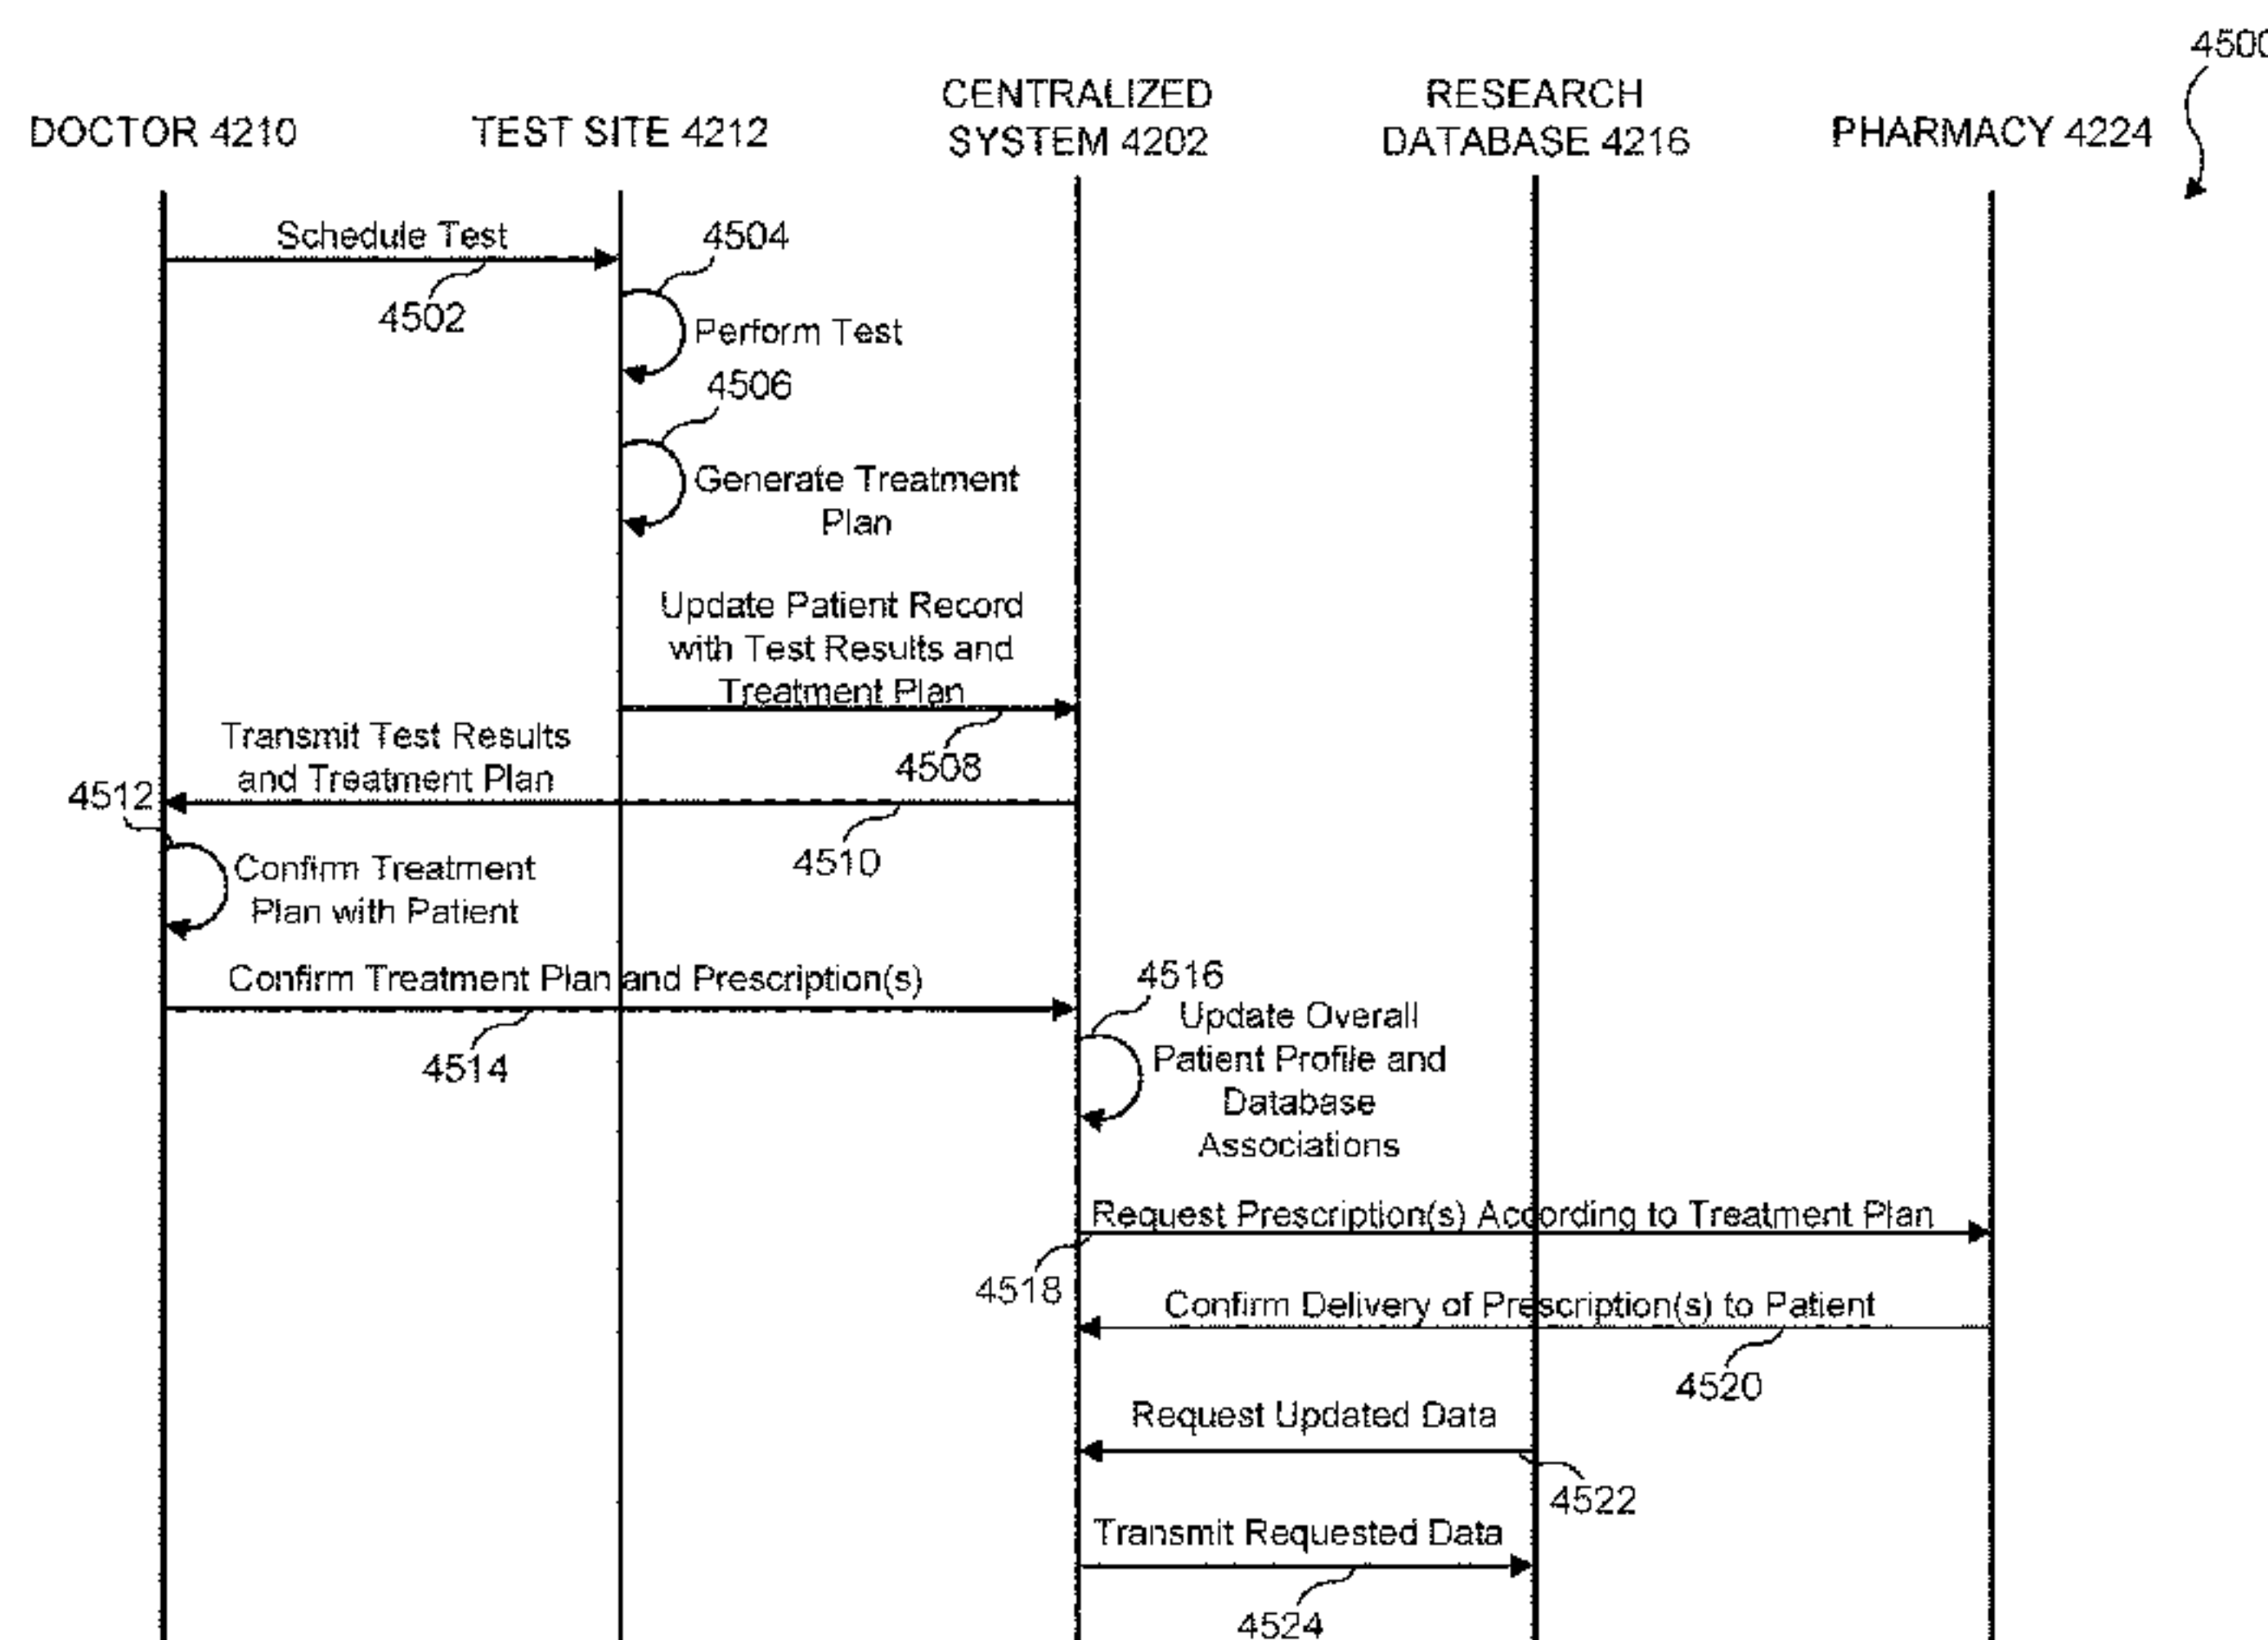 4500
DOCTOR 4210
TEST SITE 4212
CENTRALIZED
SYSTEM 4202
RESEARCH
DATABASE 4216
PHARMACY 4224
Schedule Test
4502
4504
Perform Test
4506
Generate Treatment
Plan
Update Patient Record
with Test Results and
Treatment Plan
4508
Transmit Test Results
and Treatment Plan
4510
4512
Confirm Treatment
Plan with Patient
Confirm Treatment Plan and Prescription(s)
4514
4516
Update Overall
Patient Profile and
Database
Associations
Request Prescription(s) According to Treatment Plan
4518
Confirm Delivery of Prescription(s) to Patient
4520
Request Updated Data
4522
Transmit Requested Data
4524